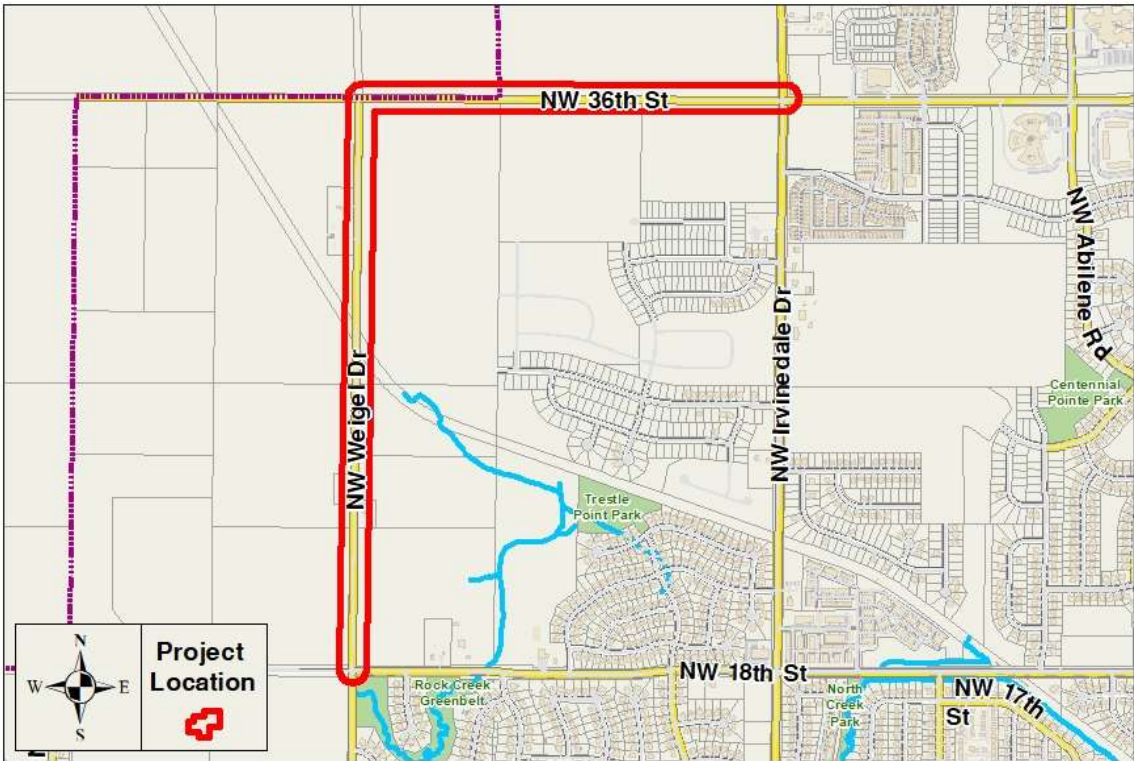 NW 36th St
NW Abilene Rd
NW Irvinedale Dr
NW Weigel Dr
Centennial
Pointe Park
Trestle
Point Park
N
W E
S
Project
Location
Rock Creek
Greenbelt
NW 18th St
North
Creek
Park
NW 17th
St